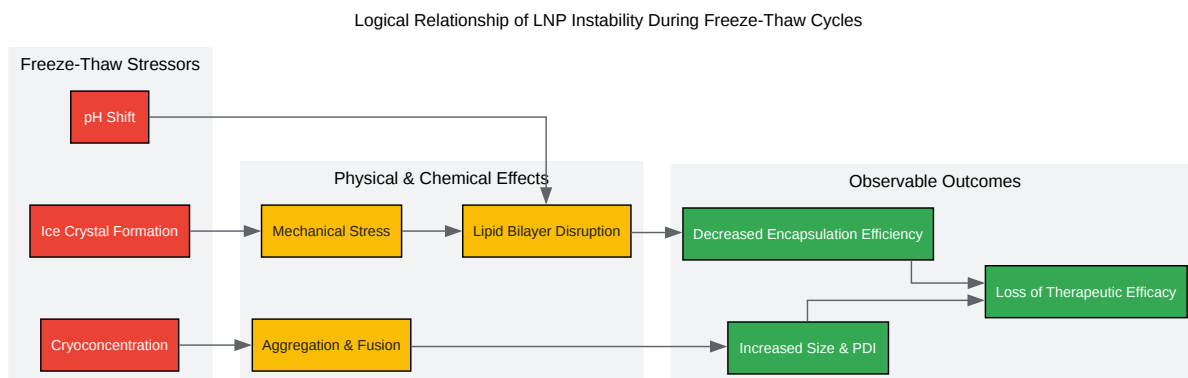 Logical Relationship of LNP Instability During Freeze-Thaw Cycles
Freeze-Thaw Stressors
pH Shift
Ice Crystal Formation
Cryoconcentration
Physical & Chemical Effects
Mechanical Stress
Lipid Bilayer Disruption
Aggregation & Fusion
Observable Outcomes
Decreased Encapsulation Efficiency
Loss of Therapeutic Efficacy
Increased Size & PDI